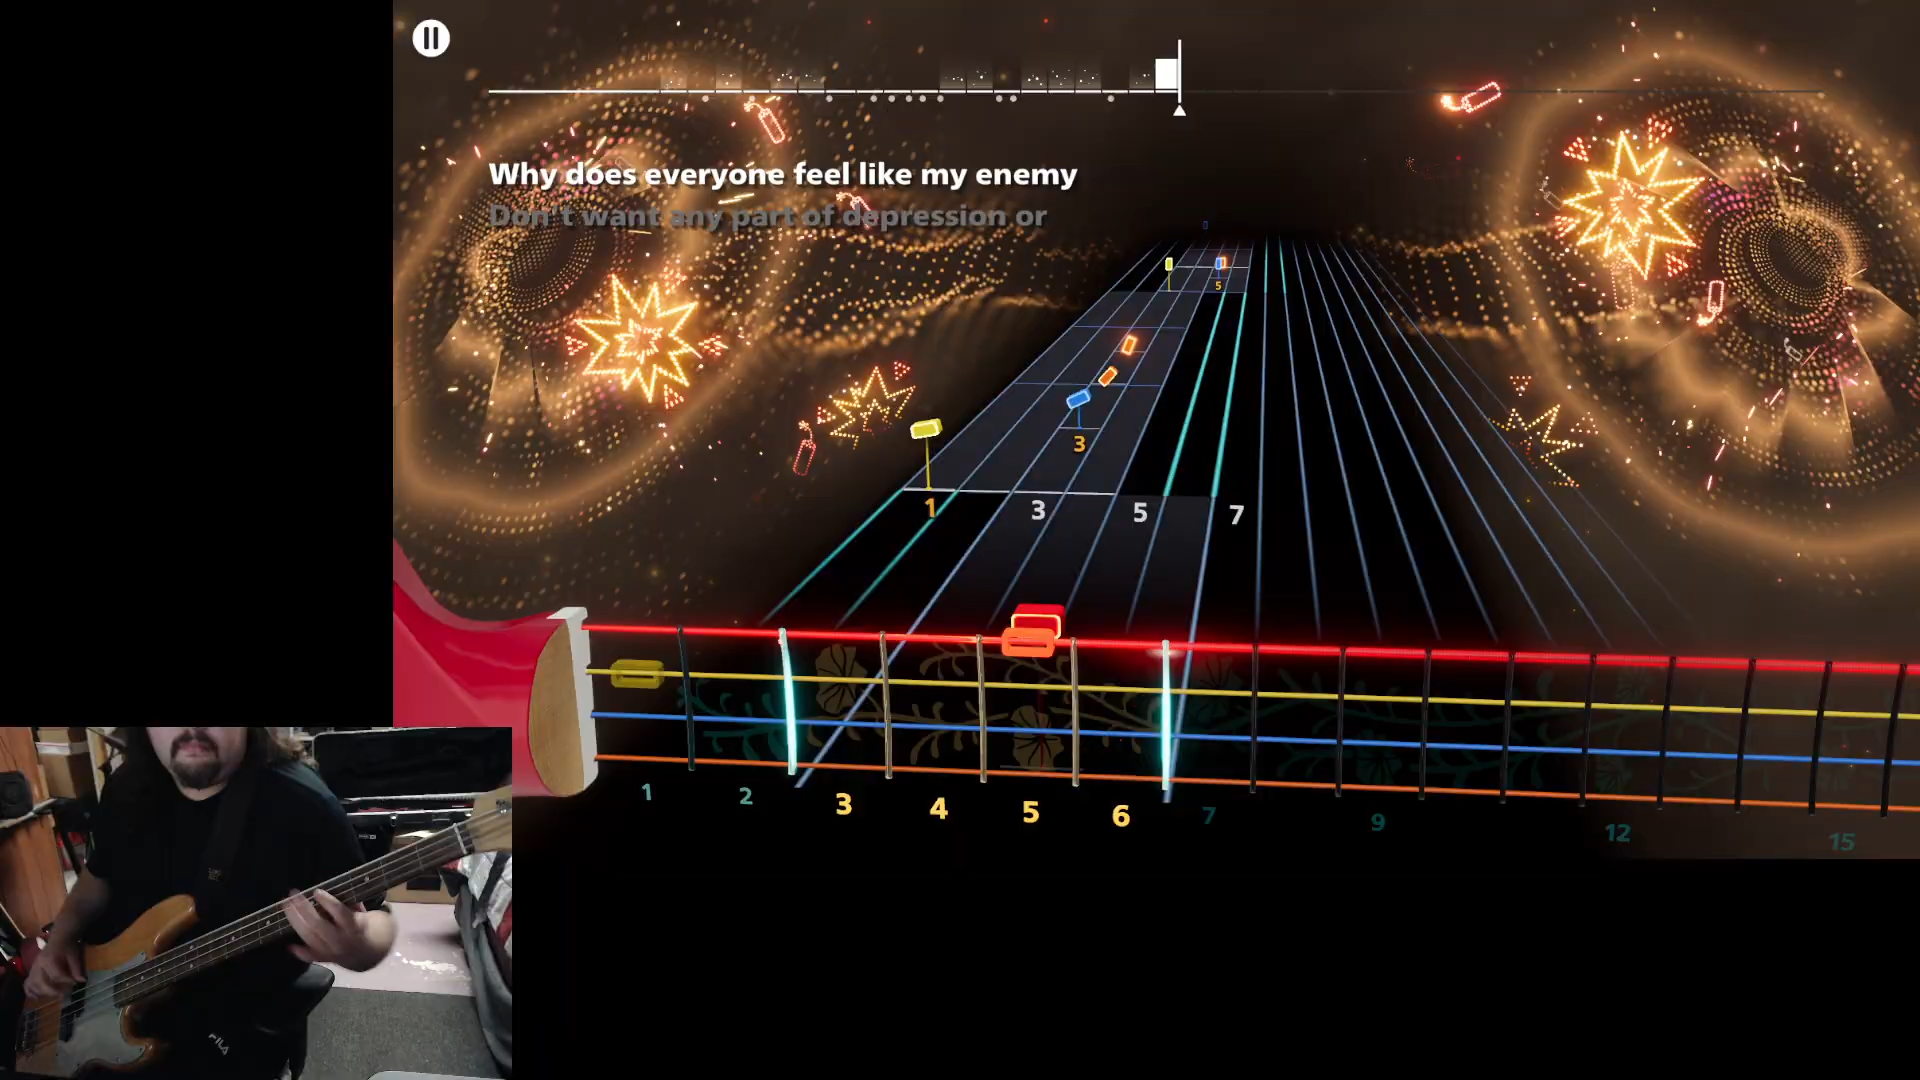 Why does everyone feel like my enemy
Don't want any part of depression or
5
3
1 3 5 7
1 2 3 4 5 6 7 9 12 15
FILA